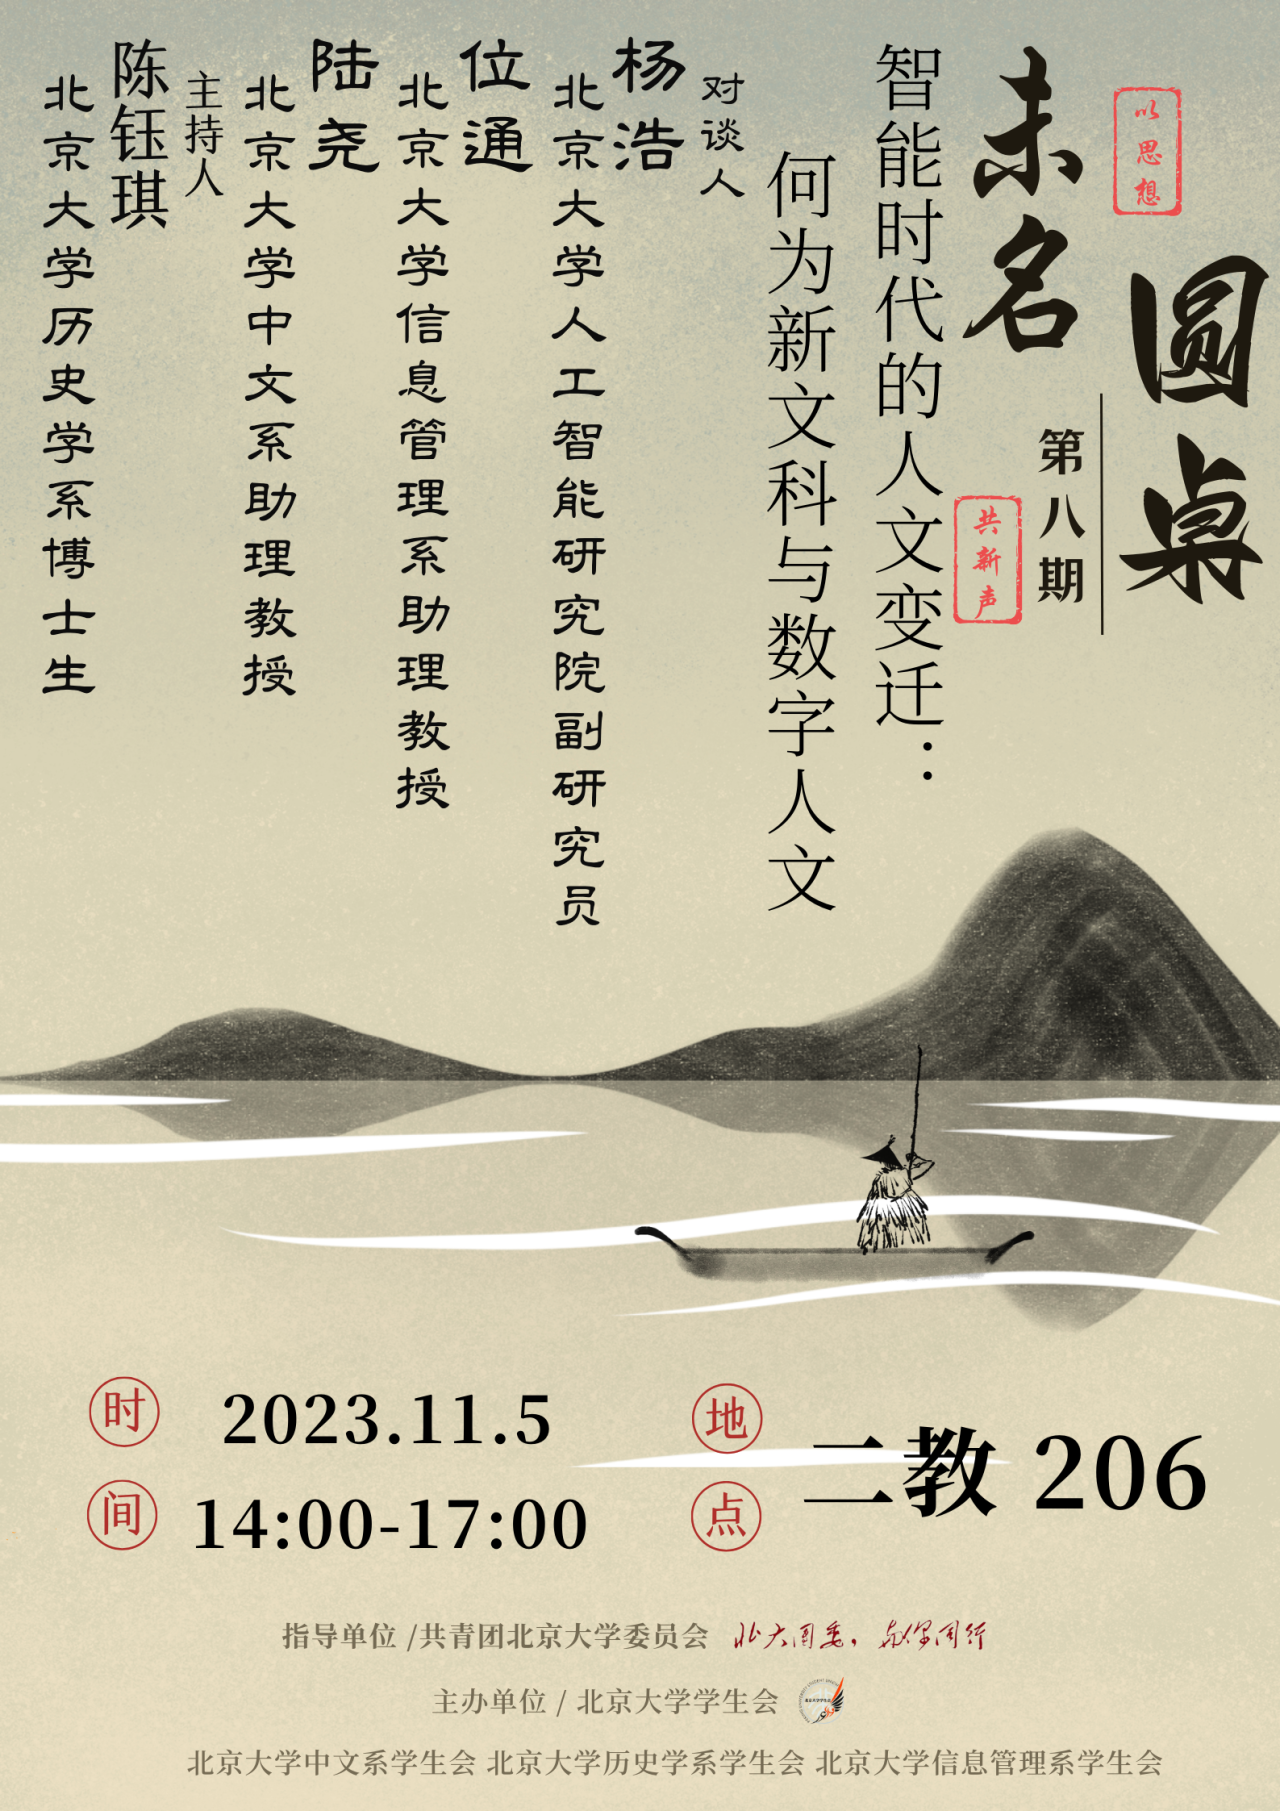 未名
圆桌
以思想
共新声
第八期
智能时代的人文变迁：
何为新文科与数字人文
对谈人
杨浩
北京大学人工智能研究院副研究员
位通
北京大学信息管理系助理教授
陆尧
北京大学中文系助理教授
主持人
陈钰琪
北京大学历史学系博士生
时间
2023.11.5
14:00-17:00
地点
二教 206
指导单位 /共青团北京大学委员会 北大团委，与你同行
主办单位 / 北京大学学生会
北京大学中文系学生会 北京大学历史学系学生会 北京大学信息管理系学生会